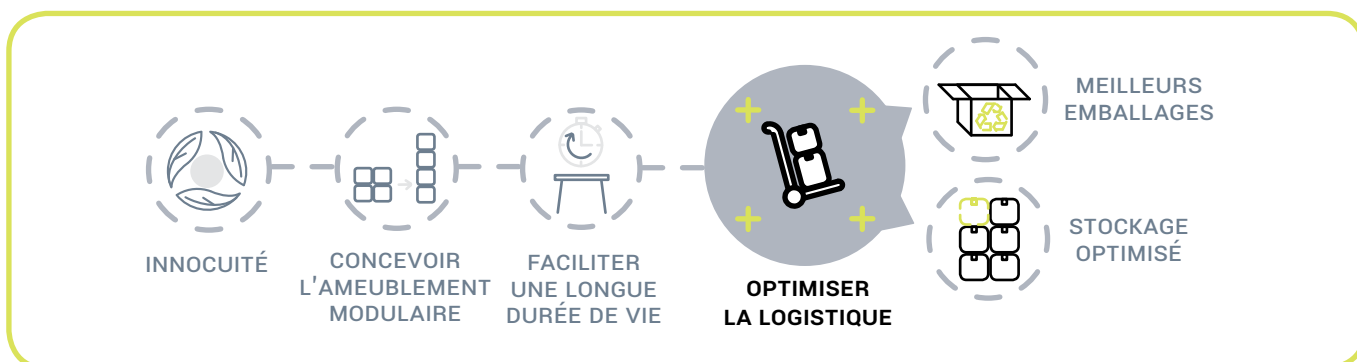 INNOCUITÉ
CONCEVOIR
L'AMEUBLEMENT
MODULAIRE
FACILITER
UNE LONGUE
DURÉE DE VIE
OPTIMISER
LA LOGISTIQUE
MEILLEURS
EMBALLAGES
STOCKAGE
OPTIMISÉ